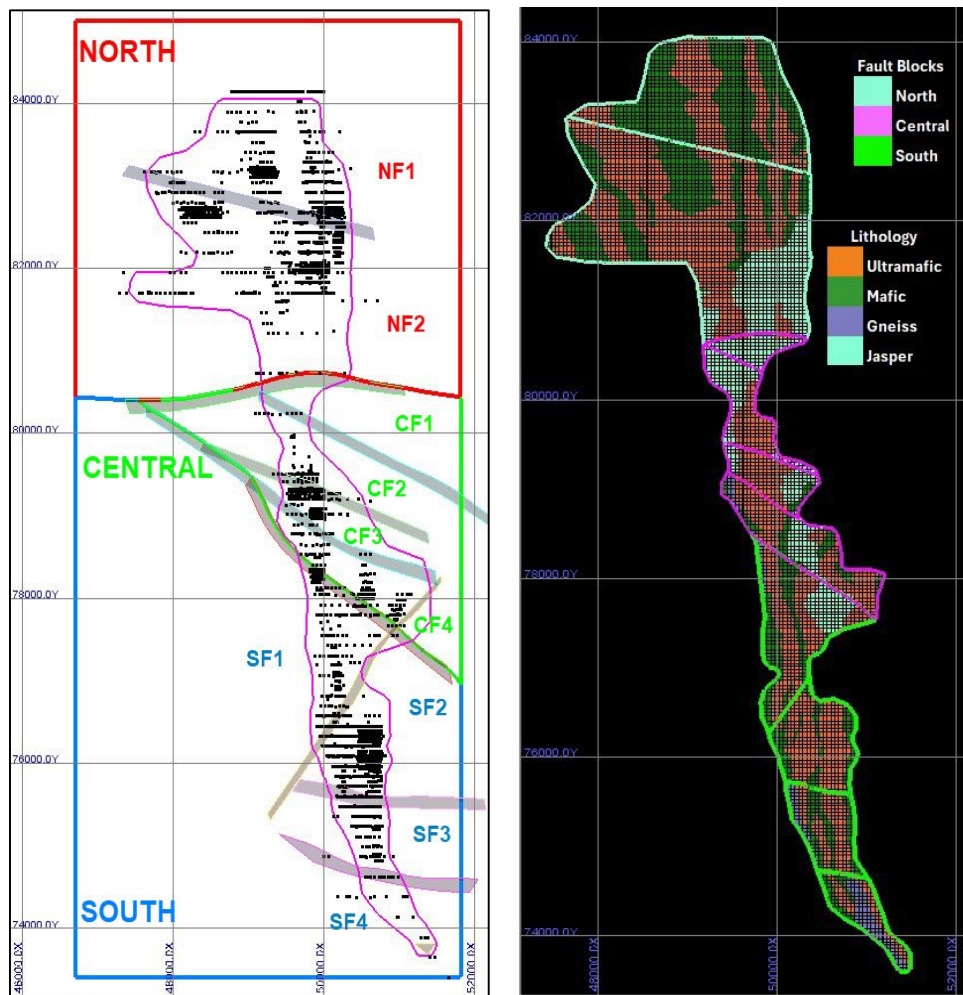 NORTH
84000.0Y
NF1
82000.0Y
NF2
80000.0Y
CF1
CENTRAL
CF2
CF3
78000.0Y
CF4
SF1
SF2
76000.0Y
SF3
74000.0Y
SOUTH
SF4
46000.0X
48000.0X
50000.0X
52000.0X
84000.0Y
Fault Blocks
North
Central
South
82000.0Y
Lithology
Ultramafic
Mafic
Gneiss
Jasper
80000.0Y
78000.0Y
76000.0Y
74000.0Y
48000.0X
50000.0X
52000.0X